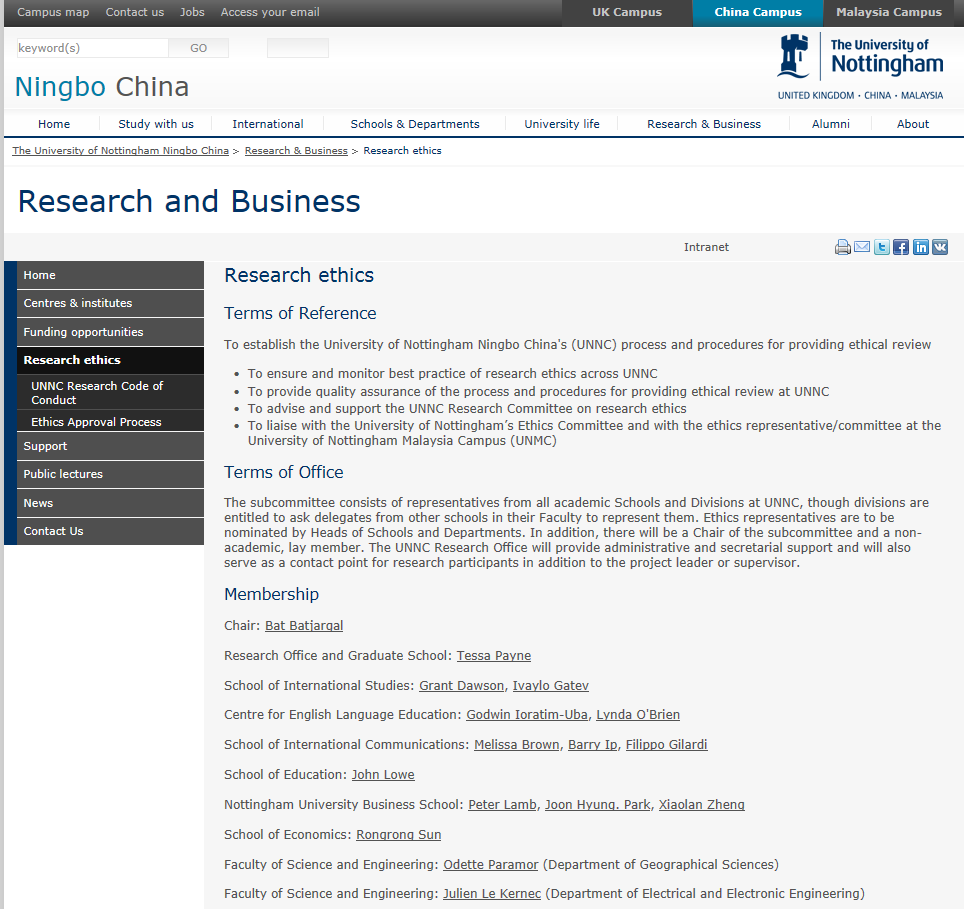 Campus map Contact us Jobs Access your email UK Campus China Campus Malaysia Campus
keyword(s) GO
The University of
Nottingham
UNITED KINGDOM · CHINA · MALAYSIA
Ningbo China
Home Study with us International Schools & Departments University life Research & Business Alumni About
The University of Nottingham Ningbo China > Research & Business > Research ethics
Research and Business
Intranet
Home
Centres & institutes
Funding opportunities
Research ethics
UNNC Research Code of
Conduct
Ethics Approval Process
Support
Public lectures
News
Contact Us
Research ethics
Terms of Reference
To establish the University of Nottingham Ningbo China's (UNNC) process and procedures for providing ethical review
• To ensure and monitor best practice of research ethics across UNNC
• To provide quality assurance of the process and procedures for providing ethical review at UNNC
• To advise and support the UNNC Research Committee on research ethics
• To liaise with the University of Nottingham’s Ethics Committee and with the ethics representative/committee at the
University of Nottingham Malaysia Campus (UNMC)
Terms of Office
The subcommittee consists of representatives from all academic Schools and Divisions at UNNC, though divisions are
entitled to ask delegates from other schools in their Faculty to represent them. Ethics representatives are to be
nominated by Heads of Schools and Departments. In addition, there will be a Chair of the subcommittee and a non-
academic, lay member. The UNNC Research Office will provide administrative and secretarial support and will also
serve as a contact point for research participants in addition to the project leader or supervisor.
Membership
Chair: Bat Batjargal
Research Office and Graduate School: Tessa Payne
School of International Studies: Grant Dawson, Ivaylo Gatev
Centre for English Language Education: Godwin Ioratim-Uba, Lynda O'Brien
School of International Communications: Melissa Brown, Barry Ip, Filippo Gilardi
School of Education: John Lowe
Nottingham University Business School: Peter Lamb, Joon Hyung. Park, Xiaolan Zheng
School of Economics: Rongrong Sun
Faculty of Science and Engineering: Odette Paramor (Department of Geographical Sciences)
Faculty of Science and Engineering: Julien Le Kernec (Department of Electrical and Electronic Engineering)